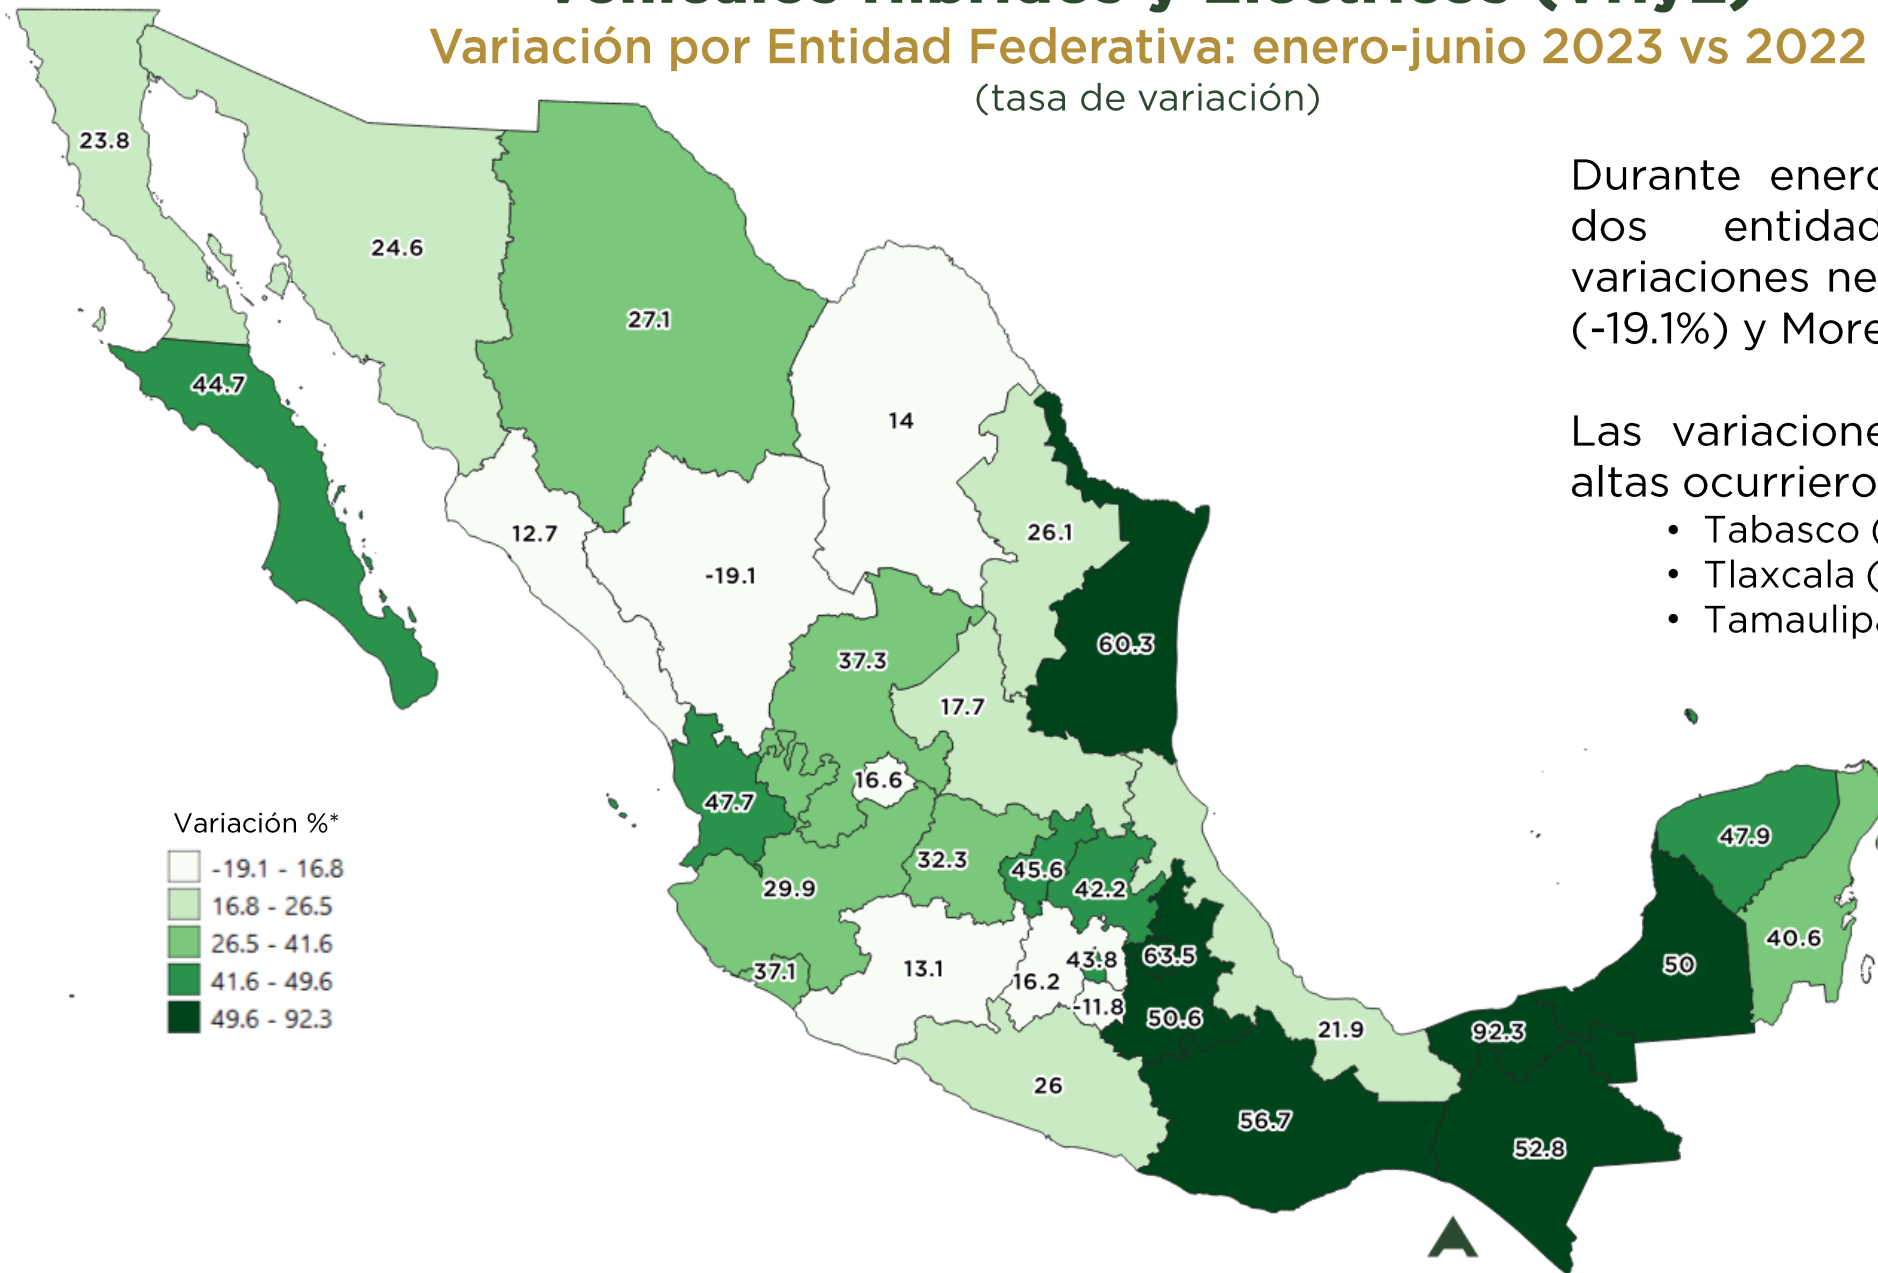 Vehículos Híbridos y Eléctricos (VHyE)
Variación por Entidad Federativa: enero-junio 2023 vs 2022
(tasa de variación)
Durante enero
dos entidad
variaciones ne
(-19.1%) y More
Las variacione
altas ocurriero
• Tabasco (
• Tlaxcala (
• Tamaulipa
23.8
24.6
27.1
44.7
14
12.7
26.1
-19.1
60.3
37.3
17.7
16.6
47.7
47.9
32.3
45.6
42.2
29.9
40.6
43.8
63.5
50
13.1
37.1
16.2
-11.8
50.6
21.9
92.3
26
56.7
52.8
Variación %*
-19.1 - 16.8
16.8 - 26.5
26.5 - 41.6
41.6 - 49.6
49.6 - 92.3